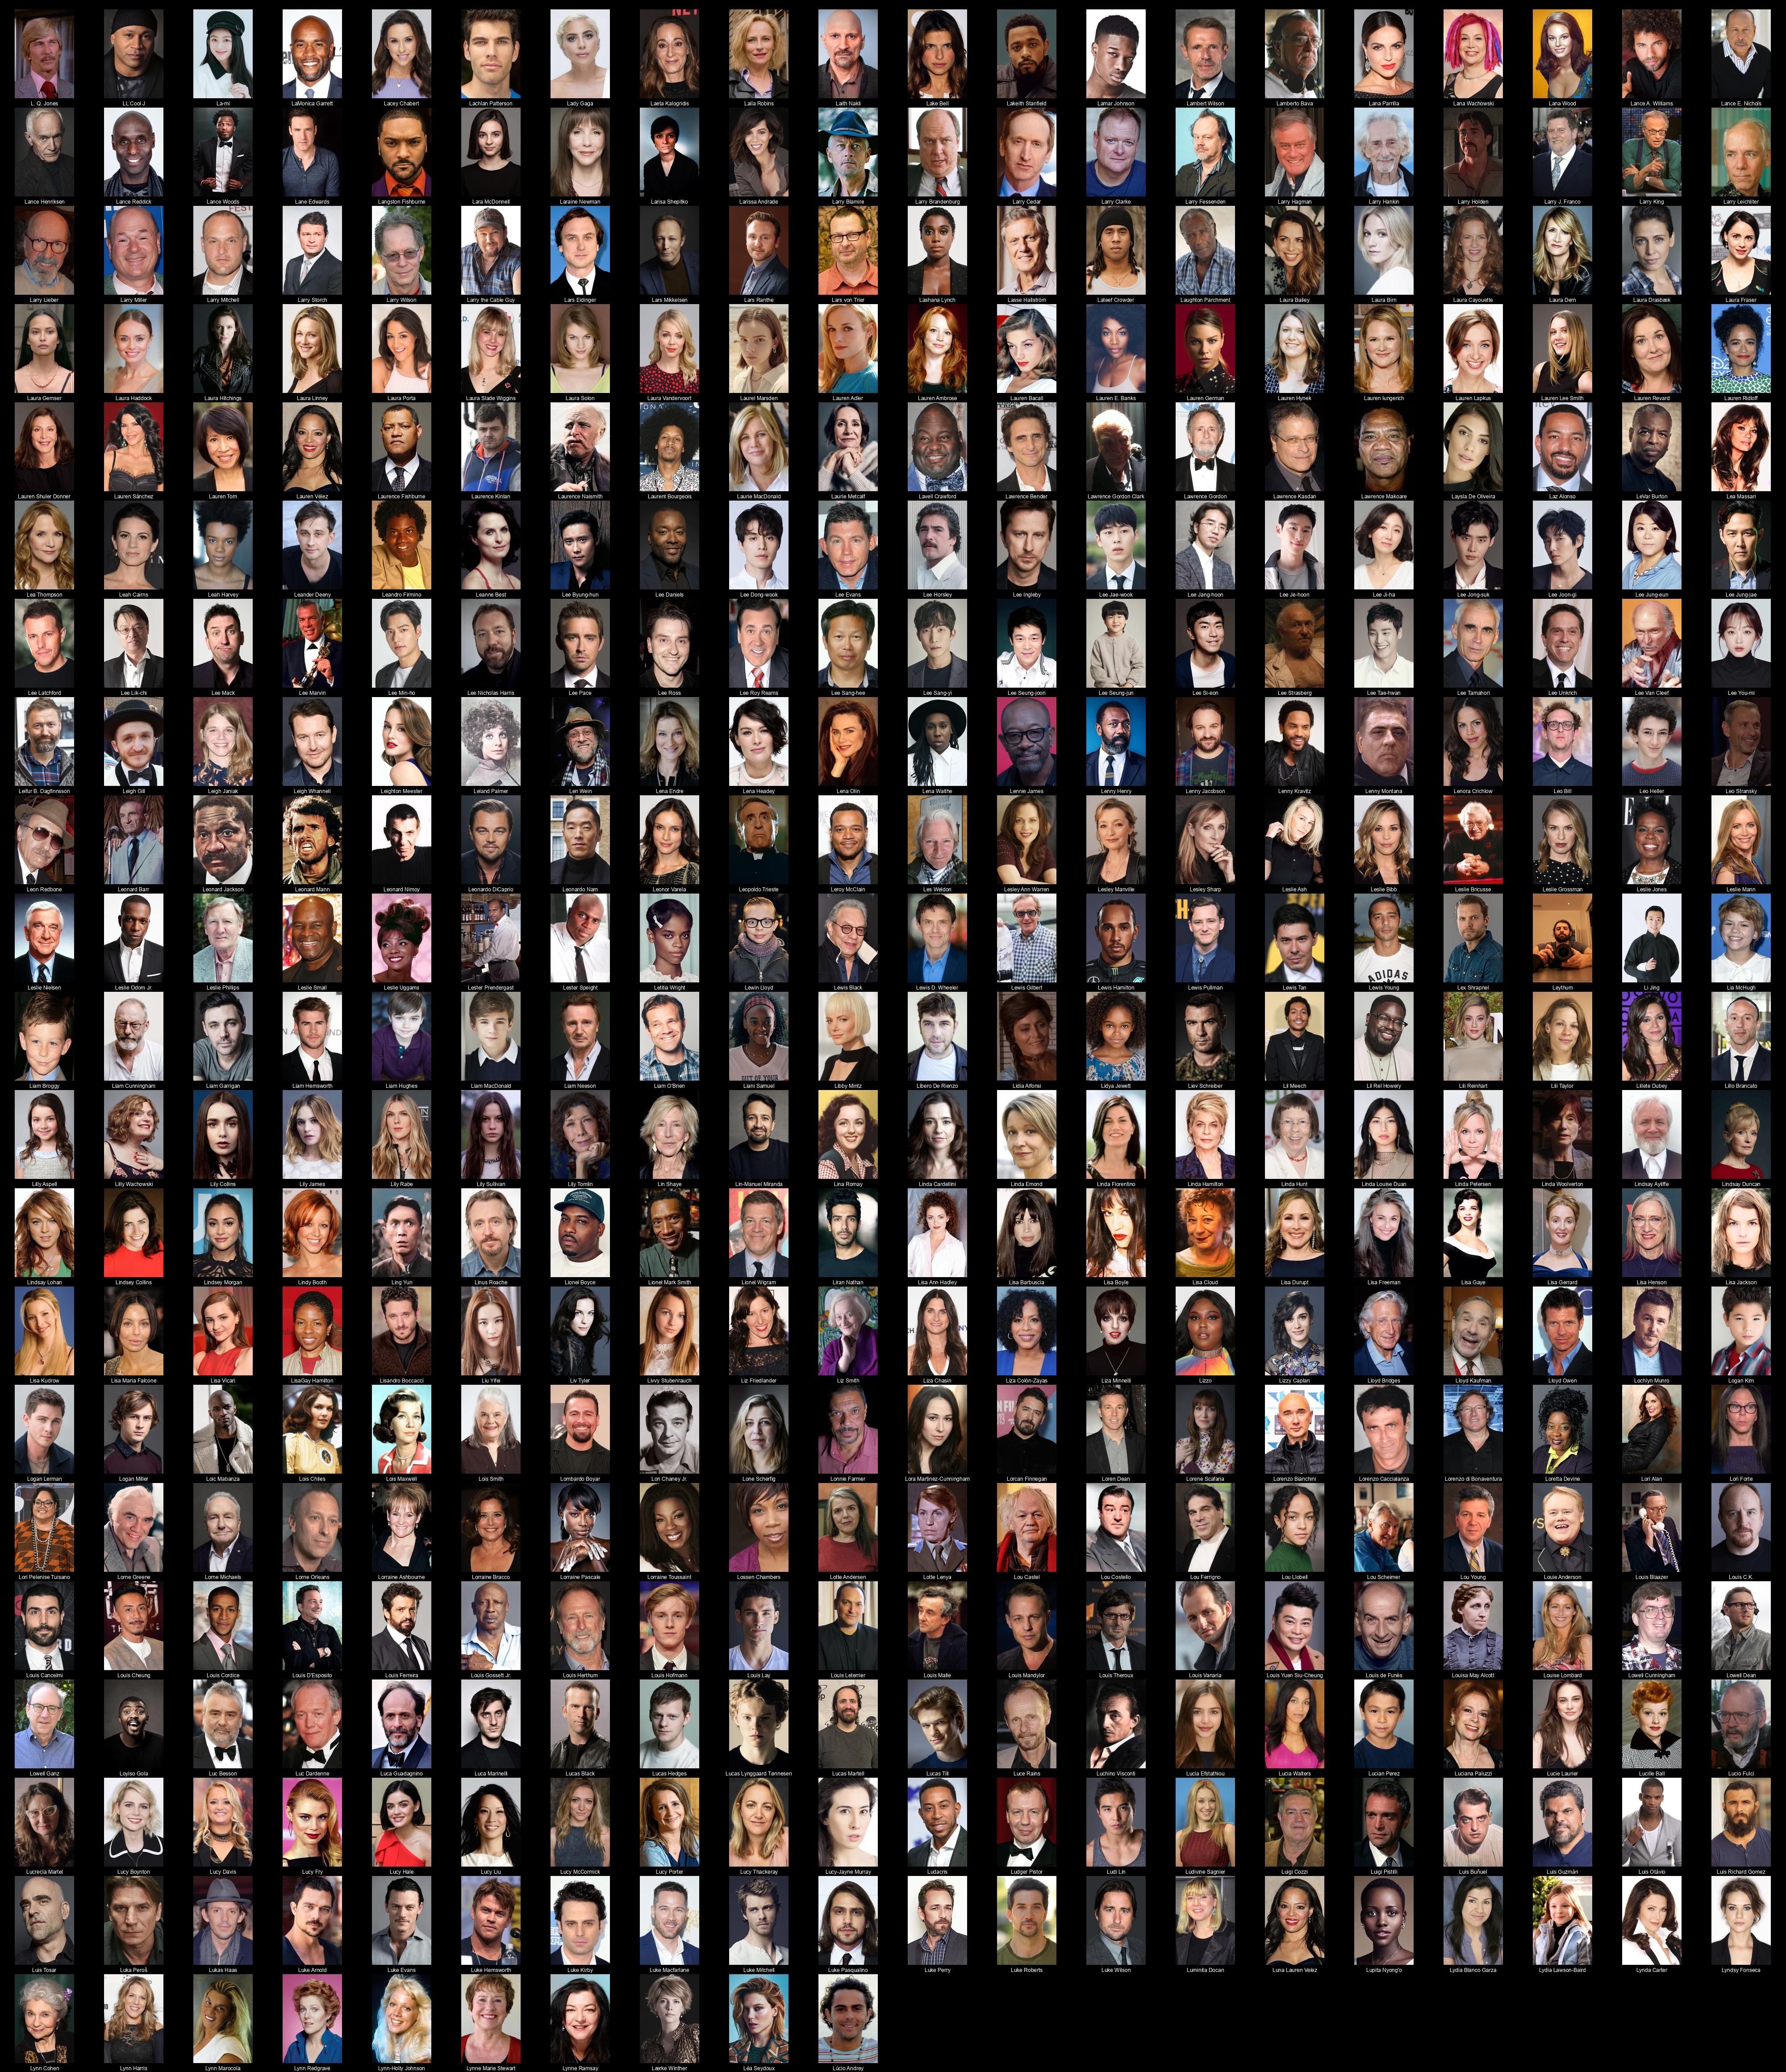 L. Q. Jones LL Cool J La-mi LaMonica Garrett Lacey Chabert Lachlan Patterson Lady Gaga Laeta Kalogridis Laila Robins Laith Nakli Lake Bell Lakeith Stanfield Lamar Johnson Lambert Wilson Lamberto Bava Lana Parrilla Lana Wachowski Lana Wood Lance A. Williams Lance E. Nichols
Lance Henriksen Lance Reddick Lance Woods Lane Edwards Langston Fishburne Lara McDonnell Laraine Newman Larisa Shepitko Larissa Andrade Larry Blamire Larry Brandenburg Larry Cedar Larry Clarke Larry Fessenden Larry Hagman Larry Hankin Larry Holden Larry J. Franco Larry King Larry Leichliter
Larry Lieber Larry Miller Larry Mitchell Larry Storch Larry Wilson Larry the Cable Guy Lars Eidinger Lars Mikkelsen Lars Ranthe Lars von Trier Lashana Lynch Lasse Hallström Lateef Crowder Laughton Parchment Laura Bailey Laura Birn Laura Cayouette Laura Dern Laura Drasbæk Laura Fraser
Laura Gemser Laura Haddock Laura Hitchings Laura Linney Laura Porta Laura Slade Wiggins Laura Solon Laura Vandervoort Laurel Marsden Lauren Adler Lauren Ambrose Lauren Bacall Lauren E. Banks Lauren German Lauren Hynek Lauren Iungerich Lauren Lapkus Lauren Lee Smith Lauren Revard Lauren Ridloff
Lauren Shuler Donner Lauren Sánchez Lauren Tom Lauren Vélez Laurence Fishburne Laurence Kinlan Laurence Naismith Laurent Bourgeois Laurie MacDonald Laurie Metcalf Lavell Crawford Lawrence Bender Lawrence Gordon Clark Lawrence Gordon Lawrence Kasdan Lawrence Makoare Laysla De Oliveira Laz Alonso LeVar Burton Lea Massari
Lea Thompson Leah Cairns Leah Harvey Leander Deeny Leandro Firmino Leanne Best Lee Byung-hun Lee Daniels Lee Dong-wook Lee Evans Lee Horsley Lee Ingleby Lee Jae-wook Lee Jang-hoon Lee Je-hoon Lee Ji-ha Lee Jong-suk Lee Joon-gi Lee Jung-eun Lee Jung-jae
Lee Latchford Lee Lik-chi Lee Mack Lee Marvin Lee Min-ho Lee Nicholas Harris Lee Pace Lee Ross Lee Roy Reams Lee Sang-hee Lee Sang-yi Lee Seung-joon Lee Seung-jun Lee Si-eon Lee Strasberg Lee Tae-hwan Lee Tamahori Lee Unkrich Lee Van Cleef Lee You-mi
Leifur B. Dagfinnsson Leigh Gill Leigh Janiak Leigh Whannell Leighton Meester Leland Palmer Len Wein Lena Endre Lena Headey Lena Olin Lena Waithe Lennie James Lenny Henry Lenny Jacobson Lenny Kravitz Lenny Montana Lenora Crichlow Leo Bill Leo Heller Leo Stransky
Leon Redbone Leonard Barr Leonard Jackson Leonard Mann Leonard Nimoy Leonardo DiCaprio Leonardo Nam Leonor Varela Leopoldo Trieste Leroy McClain Les Weldon Lesley Ann Warren Lesley Manville Lesley Sharp Leslie Ash Leslie Bibb Leslie Bricusse Leslie Grossman Leslie Jones Leslie Mann
Leslie Nielsen Leslie Odom Jr. Leslie Phillips Leslie Small Leslie Uggams Lester Prendergast Lester Speight Letitia Wright Lewin Lloyd Lewis Black Lewis D. Wheeler Lewis Gilbert Lewis Hamilton Lewis Pullman Lewis Tan Lewis Young Lex Shrapnel Leythum Li Jing Lia McHugh
Liam Broggy Liam Cunningham Liam Garrigan Liam Hemsworth Liam Hughes Liam MacDonald Liam Neeson Liam O'Brien Liani Samuel Libby Mintz Libero De Rienzo Lidia Alfonsi Lidya Jewett Liev Schreiber Lil Meech Lil Rel Howery Lili Reinhart Lili Taylor Lillete Dubey Lillo Brancato
Lilly Aspell Lilly Wachowski Lily Collins Lily James Lily Rabe Lily Sullivan Lily Tomlin Lin Shaye Lin-Manuel Miranda Lina Romay Linda Cardellini Linda Emond Linda Fiorentino Linda Hamilton Linda Hunt Linda Louise Duan Linda Petersen Linda Woolverton Lindsay Ayliffe Lindsay Duncan
Lindsay Lohan Lindsey Collins Lindsey Morgan Lindy Booth Ling Yun Linus Roache Lionel Boyce Lionel Mark Smith Lionel Wigram Liran Nathan Lisa Ann Hadley Lisa Barbuscia Lisa Boyle Lisa Cloud Lisa Durupt Lisa Freeman Lisa Gaye Lisa Gerrard Lisa Henson Lisa Jackson
Lisa Kudrow Lisa Maria Falcone Lisa Vicari LisaGay Hamilton Lisandro Boccacci Liu Yifei Liv Tyler Livvy Stubenrauch Liz Friedlander Liz Smith Liza Chasin Liza Colón-Zayas Liza Minnelli Lizzo Lizzy Caplan Lloyd Bridges Lloyd Kaufman Lloyd Owen Lochlyn Munro Logan Kim
Logan Lerman Logan Miller Loic Mabanza Lois Chiles Lois Maxwell Lois Smith Lombardo Boyar Lon Chaney Jr. Lone Scherfig Lonnie Farmer Lora Martinez-Cunningham Lorcan Finnegan Loren Dean Lorene Scafaria Lorenzo Bianchini Lorenzo Caccialanza Lorenzo di Bonaventura Loretta Devine Lori Alan Lori Forte
Lori Pelenise Tuisano Lorne Greene Lorne Michaels Lorne Orleans Lorraine Ashbourne Lorraine Bracco Lorraine Pascale Lorraine Toussaint Lossen Chambers Lotte Andersen Lotte Lenya Lou Castel Lou Costello Lou Ferrigno Lou Llobell Lou Scheimer Lou Young Louie Anderson Louis Blaazer Louis C.K.
Louis Cancelmi Louis Cheung Louis Cordice Louis D'Esposito Louis Ferreira Louis Gossett Jr. Louis Herthum Louis Hofmann Louis Lay Louis Leterrier Louis Malle Louis Mandylor Louis Theroux Louis Vanaria Louis Yuen Siu-Cheung Louis de Funès Louisa May Alcott Louise Lombard Lowell Cunningham Lowell Dean
Lowell Ganz Loyiso Gola Luc Besson Luc Dardenne Luca Guadagnino Luca Marinelli Lucas Black Lucas Hedges Lucas Lynggaard Tønnesen Lucas Martell Lucas Till Luce Rains Luchino Visconti Lucia Efstathiou Lucia Walters Lucian Perez Luciana Paluzzi Lucie Laurier Lucille Ball Lucio Fulci
Lucrecia Martel Lucy Boynton Lucy Davis Lucy Fry Lucy Hale Lucy Liu Lucy McCormick Lucy Porter Lucy Thackeray Lucy-Jayne Murray Ludacris Ludger Pistor Ludi Lin Ludivine Sagnier Luigi Cozzi Luigi Pistilli Luis Buñuel Luis Guzmán Luis Otávio Luis Richard Gomez
Luis Tosar Luka Peroš Lukas Haas Luke Arnold Luke Evans Luke Hemsworth Luke Kirby Luke Macfarlane Luke Mitchell Luke Pasqualino Luke Perry Luke Roberts Luke Wilson Luminita Docan Luna Lauren Velez Lupita Nyong'o Lydia Blanco Garza Lydia Lawson-Baird Lynda Carter Lyndsy Fonseca
Lynn Cohen Lynn Harris Lynn Marocola Lynn Redgrave Lynn-Holly Johnson Lynne Marie Stewart Lynne Ramsay Lærke Winther Léa Seydoux Lúcio Andrey